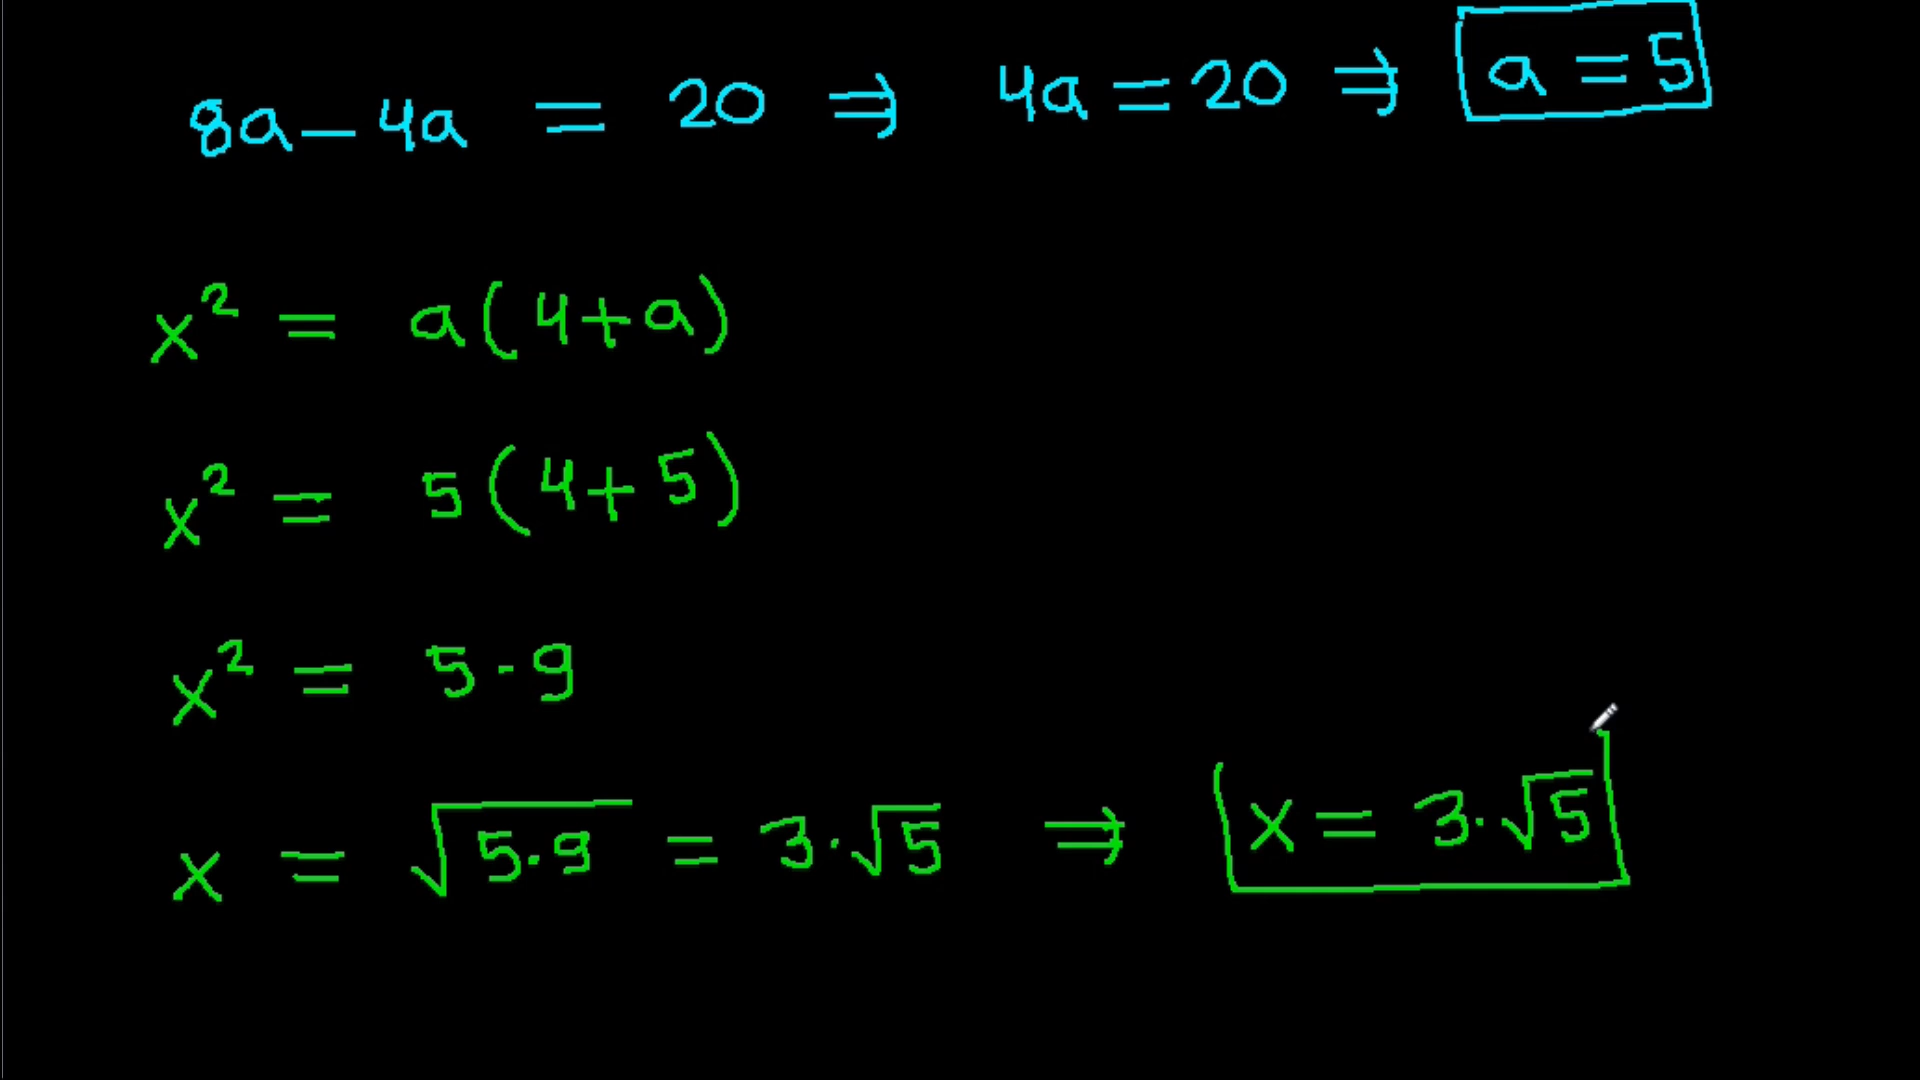 8a − 4a = 20 ⇒ 4a = 20 ⇒ a = 5
x² = a(4 + a)
x² = 5(4 + 5)
x² = 5 · 9
x = √(5·9) = 3·√5 ⇒ x = 3·√5